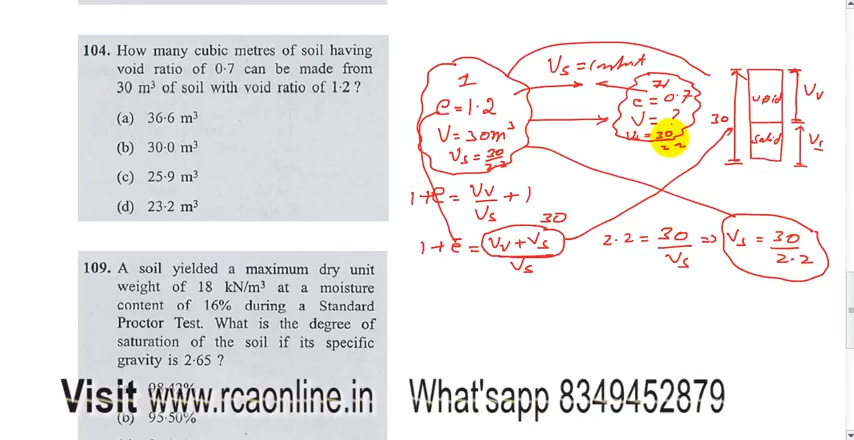 104. How many cubic metres of soil having
void ratio of 0·7 can be made from
30 m³ of soil with void ratio of 1·2 ?
(a) 36·6 m³
(b) 30·0 m³
(c) 25·9 m³
(d) 23·2 m³
109. A soil yielded a maximum dry unit
weight of 18 kN/m³ at a moisture
content of 16% during a Standard
Proctor Test. What is the degree of
saturation of the soil if its specific
gravity is 2·65 ?
98·42%
(b) 95·50%
Visit www.rcaonline.in What'sapp 8349452879
Vs = constant
1
e = 1·2
V = 30m³
Vs = 30/2·2
e = 0·7
V = ?
Vs = 30/2·2
30
void
solid
Vv
Vs
1+e = Vv/Vs + 1
30
1+e = (Vv + Vs)/Vs
2·2 = 30/Vs ⇒ Vs = 30/2·2